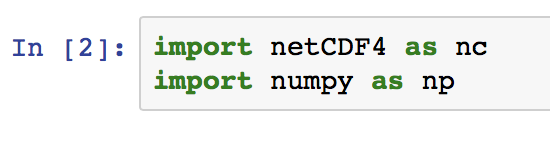 In [2]: import netCDF4 as nc
import numpy as np